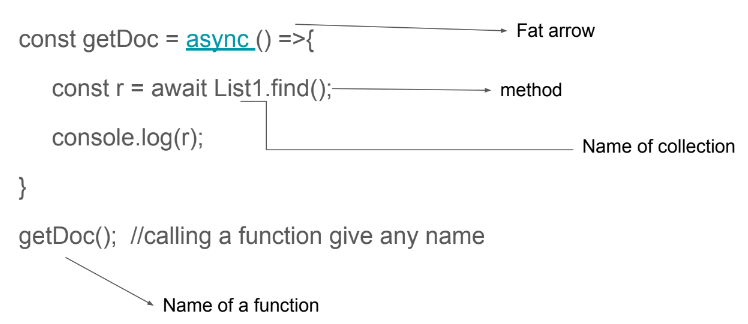 const getDoc = async () =>{
Fat arrow
const r = await List1.find();
method
console.log(r);
Name of collection
}
getDoc(); //calling a function give any name
Name of a function